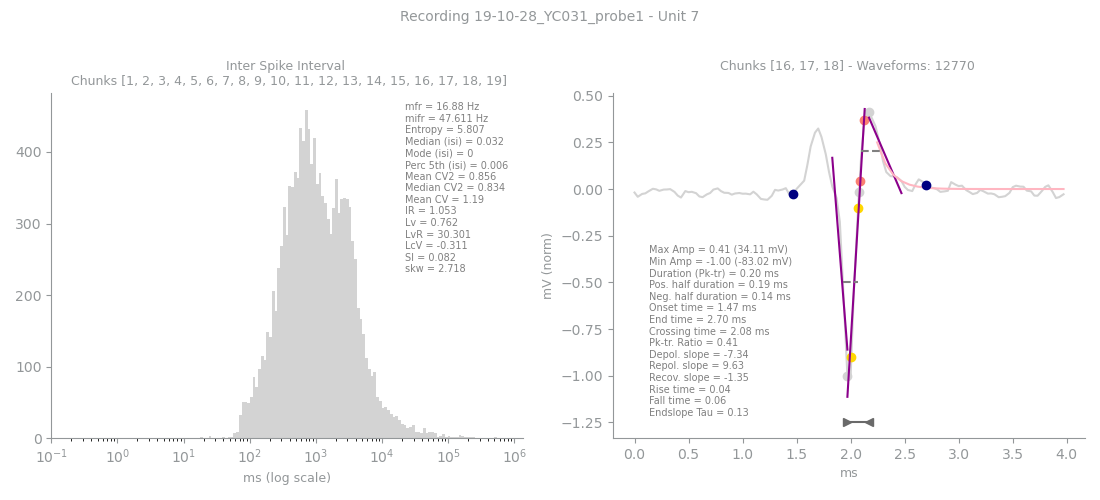 Recording 19-10-28_YC031_probe1 - Unit 7
Inter Spike Interval
Chunks [1, 2, 3, 4, 5, 6, 7, 8, 9, 10, 11, 12, 13, 14, 15, 16, 17, 18, 19]
mfr = 16.88 Hz
mifr = 47.611 Hz
Entropy = 5.807
Median (isi) = 0.032
Mode (isi) = 0
Perc 5th (isi) = 0.006
Mean CV2 = 0.856
Median CV2 = 0.834
Mean CV = 1.19
IR = 1.053
Lv = 0.762
LvR = 30.301
LcV = -0.311
SI = 0.082
skw = 2.718
400
300
200
100
0
10⁻¹ 10⁰ 10¹ 10² 10³ 10⁴ 10⁵ 10⁶
ms (log scale)
Chunks [16, 17, 18] - Waveforms: 12770
mV (norm)
0.50
0.25
0.00
−0.25
−0.50
−0.75
−1.00
−1.25
Max Amp = 0.41 (34.11 mV)
Min Amp = -1.00 (-83.02 mV)
Duration (Pk-tr) = 0.20 ms
Pos. half duration = 0.19 ms
Neg. half duration = 0.14 ms
Onset time = 1.47 ms
End time = 2.70 ms
Crossing time = 2.08 ms
Pk-tr. Ratio = 0.41
Depol. slope = -7.34
Repol. slope = 9.63
Recov. slope = -1.35
Rise time = 0.04
Fall time = 0.06
Endslope Tau = 0.13
0.0 0.5 1.0 1.5 2.0 2.5 3.0 3.5 4.0
ms